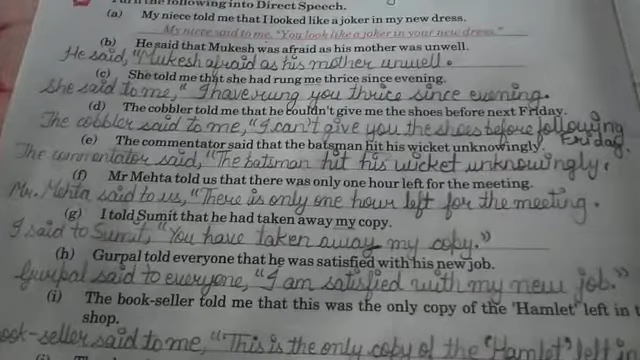 Turn the following into Direct Speech.
(a) My niece told me that I looked like a joker in my new dress.
My niece said to me, "You look like a joker in your new dress."
(b) He said that Mukesh was afraid as his mother was unwell.
He said, "Mukesh afraid as his mother unwell.
(c) She told me that she had rung me thrice since evening.
She said to me, "I have rung you thrice since evening.
(d) The cobbler told me that he couldn't give me the shoes before next Friday.
The cobbler said to me, "I can't give you the shoes before following Friday.
(e) The commentator said that the batsman hit his wicket unknowingly.
The commentator said, "The batsman hit his wicket unknowingly.
(f) Mr Mehta told us that there was only one hour left for the meeting.
Mr. Mehta said to us, "There is only one hour left for the meeting.
(g) I told Sumit that he had taken away my copy.
I said to Sumit, "You have taken away my copy."
(h) Gurpal told everyone that he was satisfied with his new job.
Gurpal said to everyone, "I am satisfied with my new job."
(i) The book-seller told me that this was the only copy of the 'Hamlet' left in
shop.
ook-seller said to me, "This is the only copy of the 'Hamlet' left